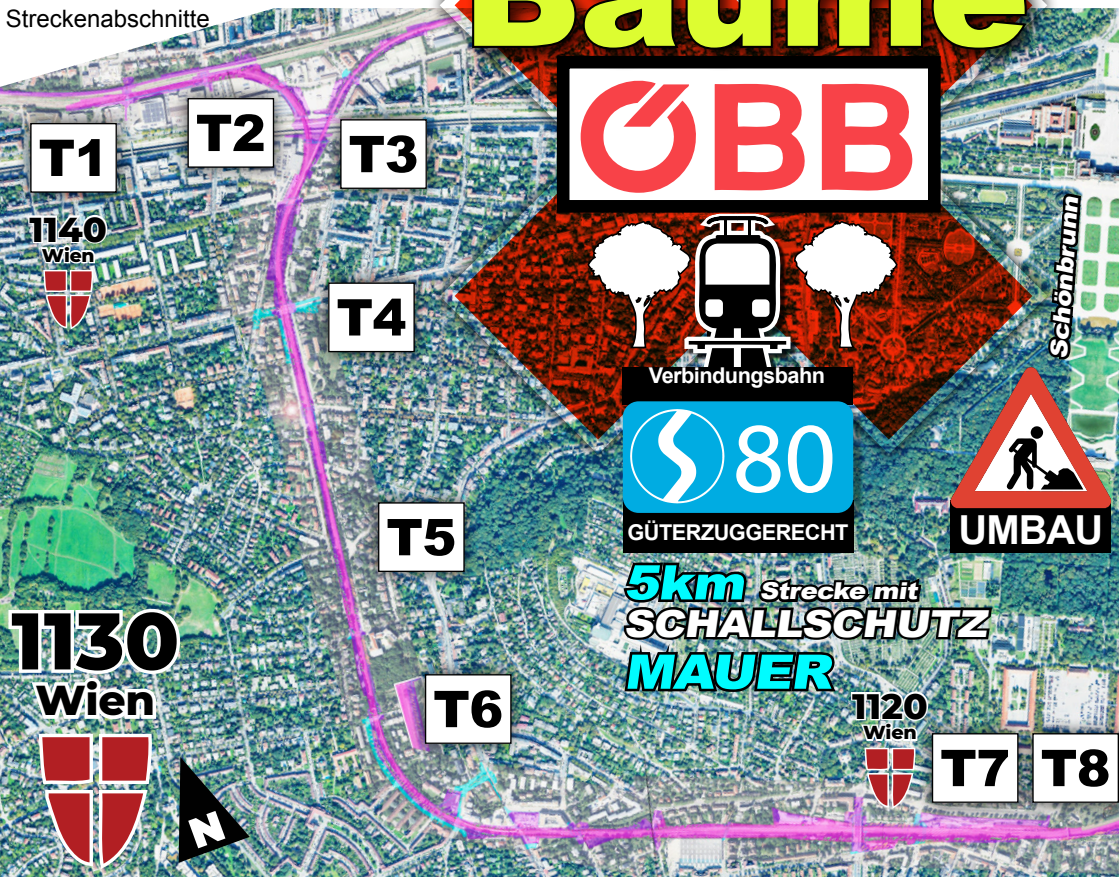 Streckenabschnitte
Bäume
ÖBB
T1
T2
T3
1140
Wien
Schönbrunn
T4
Verbindungsbahn
S 80
GÜTERZUGGERECHT
UMBAU
T5
5km Strecke mit
SCHALLSCHUTZ
MAUER
1130
Wien
T6
1120
Wien
T7
T8
N